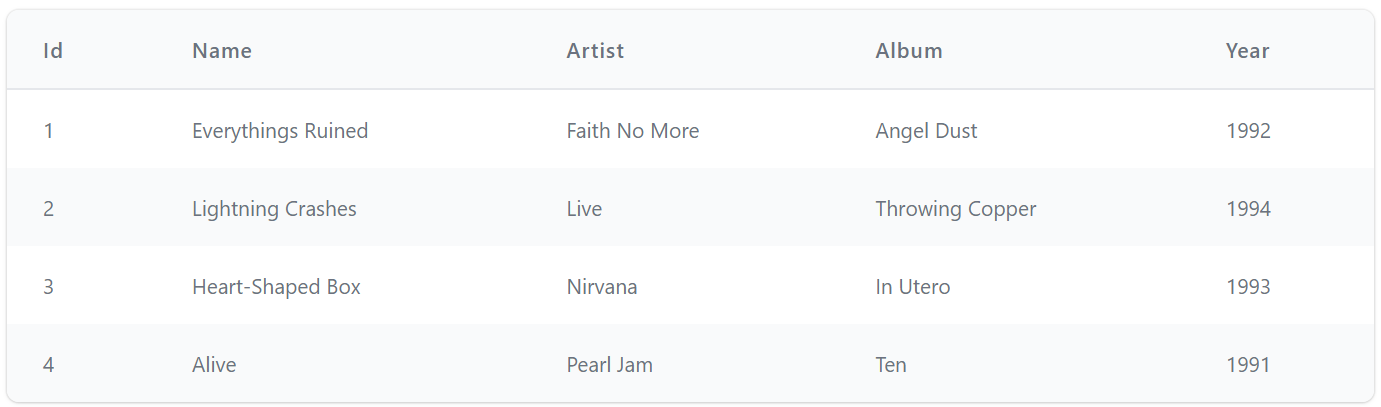 Id Name Artist Album Year
1 Everythings Ruined Faith No More Angel Dust 1992
2 Lightning Crashes Live Throwing Copper 1994
3 Heart-Shaped Box Nirvana In Utero 1993
4 Alive Pearl Jam Ten 1991